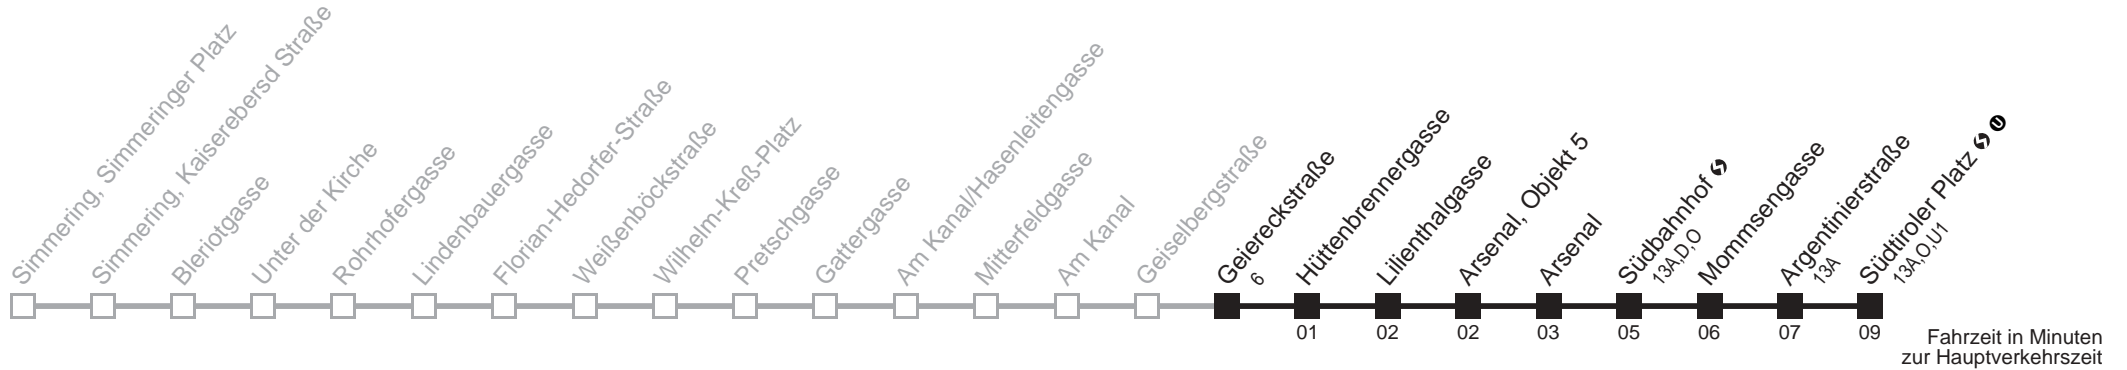 Simmering, Simmeringer Platz
Simmering, Kaiserebersd Straße
Bleriotgasse
Unter der Kirche
Rohrhofergasse
Lindenbauergasse
Florian-Hedorfer-Straße
Weißenböckstraße
Wilhelm-Kreß-Platz
Pretschgasse
Gattergasse
Am Kanal/Hasenleitengasse
Mitterfeldgasse
Am Kanal
Geiselbergstraße
Geiereckstraße
6
Hüttenbrennergasse
01
Lilienthalgasse
02
Arsenal, Objekt 5
02
Arsenal
03
Südbahnhof
13A,D,O
05
Mommsengasse
06
Argentinierstraße
13A
07
Südtiroler Platz U
13A,O,U1
09
Fahrzeit in Minuten
zur Hauptverkehrszeit